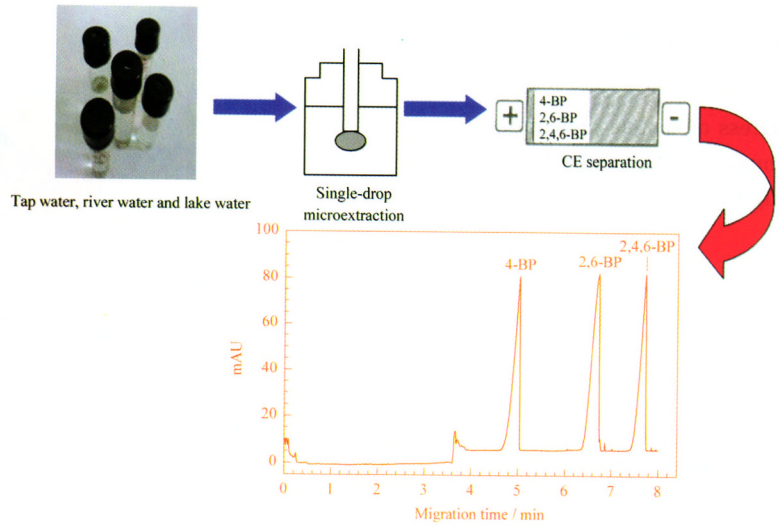 Tap water, river water and lake water
Single-drop
microextraction
+
4-BP
2,6-BP
2,4,6-BP
-
CE separation
100
80
60
40
20
0
mAU
4-BP
2,6-BP
2,4,6-BP
0 1 2 3 4 5 6 7 8
Migration time / min